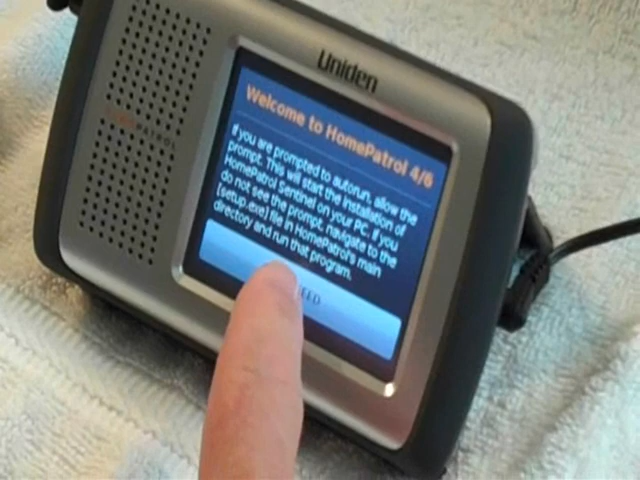 Uniden
Welcome to HomePatrol 4/6
If you are prompted to autorun, allow the
prompt. This will start the installation of
HomePatrol Sentinel on your PC. If you
do not see the prompt, navigate to the
[setup.exe] file in HomePatrol's main
directory and run that program.
HOMEPATROL